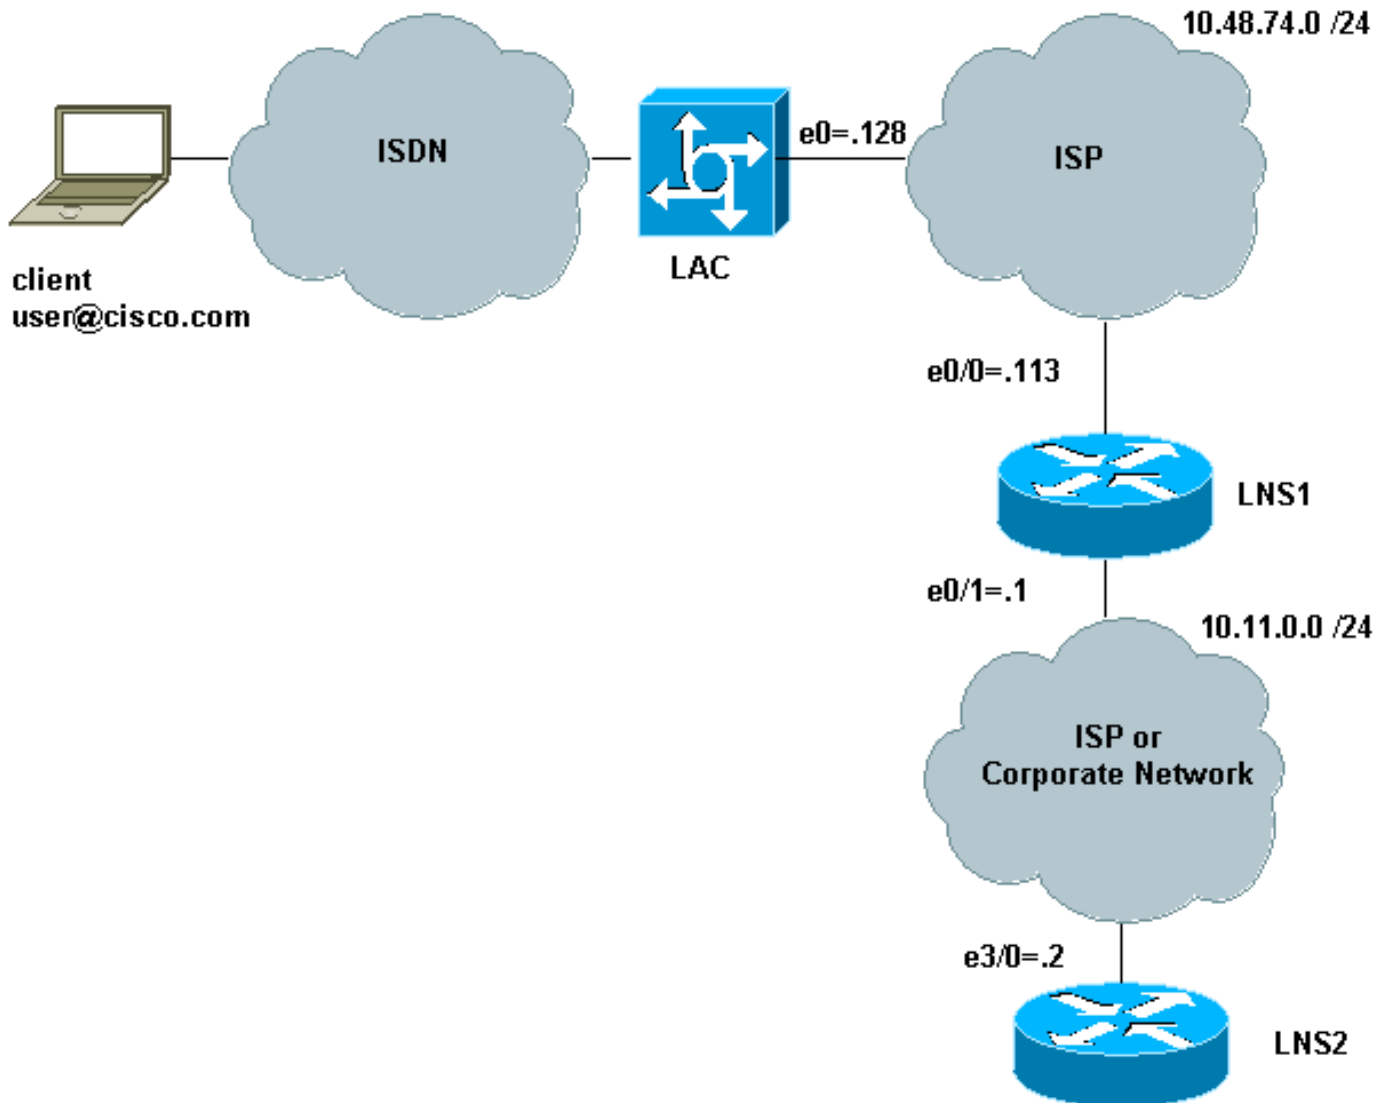 10.48.74.0 /24
ISDN
e0=.128
ISP
LAC
client
user@cisco.com
e0/0=.113
LNS1
e0/1=.1
10.11.0.0 /24
ISP or
Corporate Network
e3/0=.2
LNS2